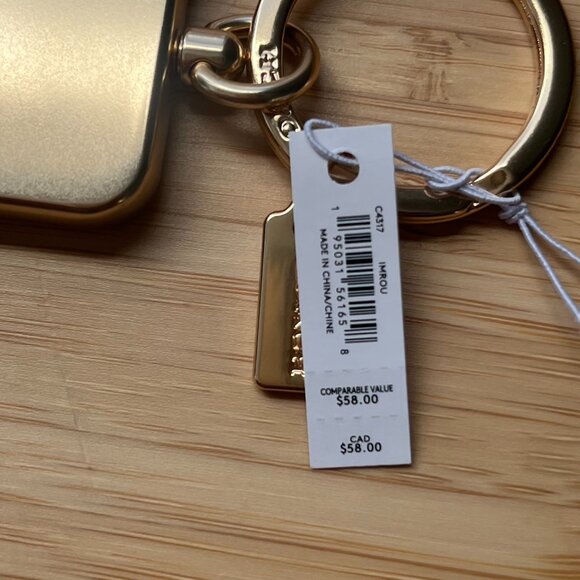 C4317 IMROU
1 95031 56165 8
MADE IN CHINA/CHINE
COMPARABLE VALUE
$58.00
CAD
$58.00